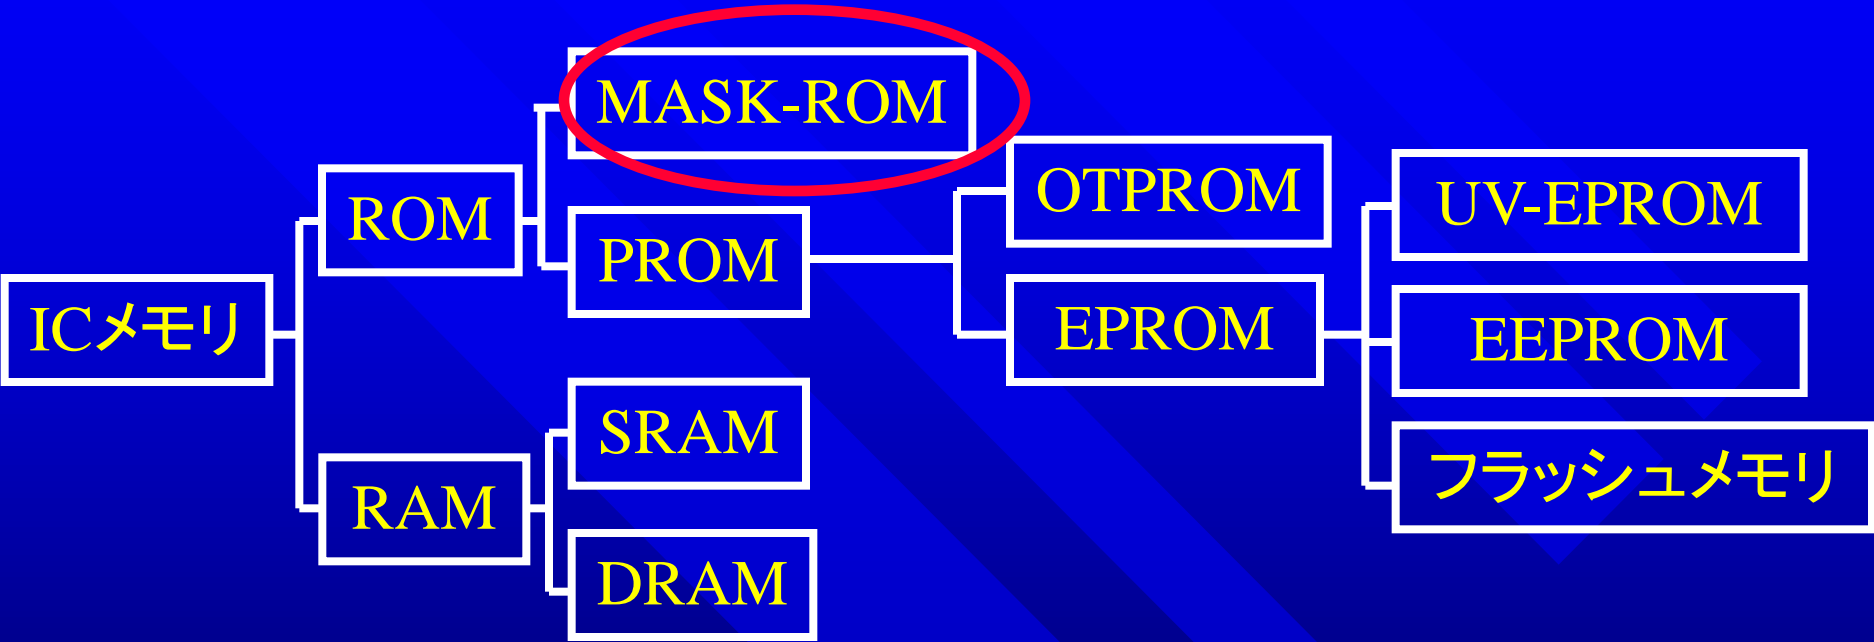 MASK-ROM
OTPROM
UV-EPROM
ROM
PROM
EPROM
EEPROM
ICメモリ
SRAM
フラッシュメモリ
RAM
DRAM